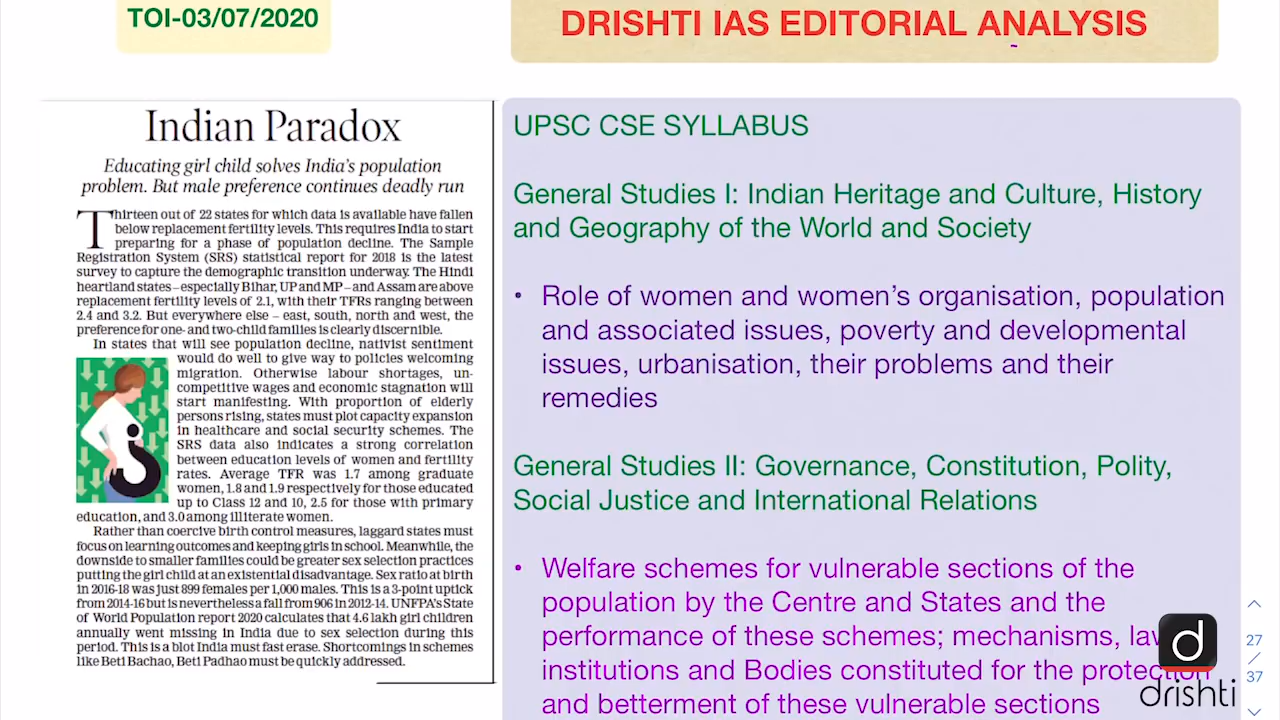 TOI-03/07/2020
DRISHTI IAS EDITORIAL ANALYSIS
Indian Paradox
Educating girl child solves India's population
problem. But male preference continues deadly run
Thirteen out of 22 states for which data is available have fallen
below replacement fertility levels. This requires India to start
preparing for a phase of population decline. The Sample
Registration System (SRS) statistical report for 2018 is the latest
survey to capture the demographic transition underway. The Hindi
heartland states – especially Bihar, UP and MP – and Assam are above
replacement fertility levels of 2.1, with their TFRs ranging between
2.4 and 3.2. But everywhere else – east, south, north and west, the
preference for one- and two-child families is clearly discernible.
In states that will see population decline, nativist sentiment
would do well to give way to policies welcoming
migration. Otherwise labour shortages, un-
competitive wages and economic stagnation will
start manifesting. With proportion of elderly
persons rising, states must plot capacity expansion
in healthcare and social security schemes. The
SRS data also indicates a strong correlation
between education levels of women and fertility
rates. Average TFR was 1.7 among graduate
women, 1.8 and 1.9 respectively for those educated
up to Class 12 and 10, 2.5 for those with primary
education, and 3.0 among illiterate women.
Rather than coercive birth control measures, laggard states must
focus on learning outcomes and keeping girls in school. Meanwhile, the
downside to smaller families could be greater sex selection practices
putting the girl child at an existential disadvantage. Sex ratio at birth
in 2016-18 was just 899 females per 1,000 males. This is a 3-point uptick
from 2014-16 but is nevertheless a fall from 906 in 2012-14. UNFPA's State
of World Population report 2020 calculates that 4.6 lakh girl children
annually went missing in India due to sex selection during this
period. This is a blot India must fast erase. Shortcomings in schemes
like Beti Bachao, Beti Padhao must be quickly addressed.
UPSC CSE SYLLABUS
General Studies I: Indian Heritage and Culture, History
and Geography of the World and Society
• Role of women and women's organisation, population
and associated issues, poverty and developmental
issues, urbanisation, their problems and their
remedies
General Studies II: Governance, Constitution, Polity,
Social Justice and International Relations
• Welfare schemes for vulnerable sections of the
population by the Centre and States and the
performance of these schemes; mechanisms, law
institutions and Bodies constituted for the protection
and betterment of these vulnerable sections
d
drishti
27
/
37